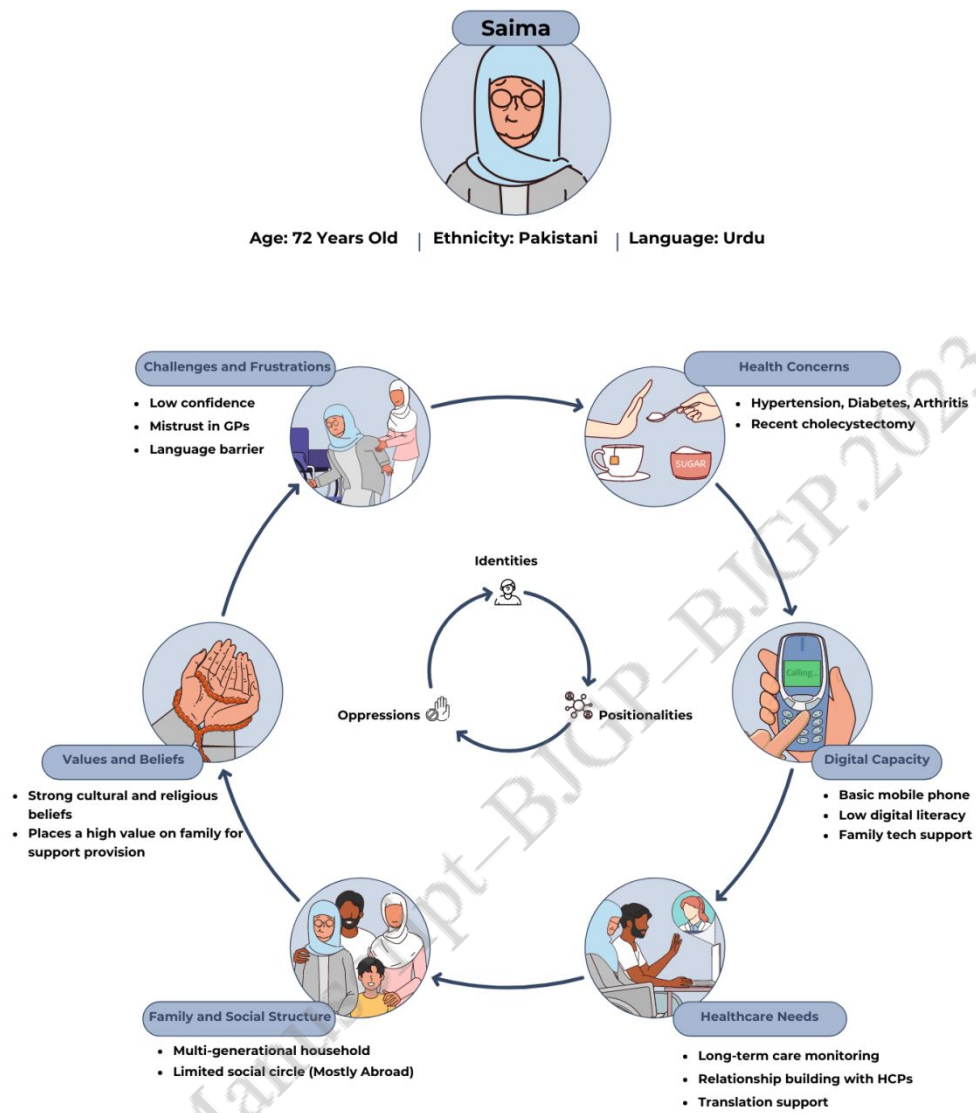 Saima
Age: 72 Years Old | Ethnicity: Pakistani | Language: Urdu
Challenges and Frustrations
• Low confidence
• Mistrust in GPs
• Language barrier
Health Concerns
• Hypertension, Diabetes, Arthritis
• Recent cholecystectomy
SUGAR
Identities
Positionalities
Oppressions
Calling...
Digital Capacity
• Basic mobile phone
• Low digital literacy
• Family tech support
Values and Beliefs
• Strong cultural and religious
beliefs
• Places a high value on family for
support provision
Family and Social Structure
• Multi-generational household
• Limited social circle (Mostly Abroad)
Healthcare Needs
• Long-term care monitoring
• Relationship building with HCPs
• Translation support
Manuscript–BJGP–BJGP.2023